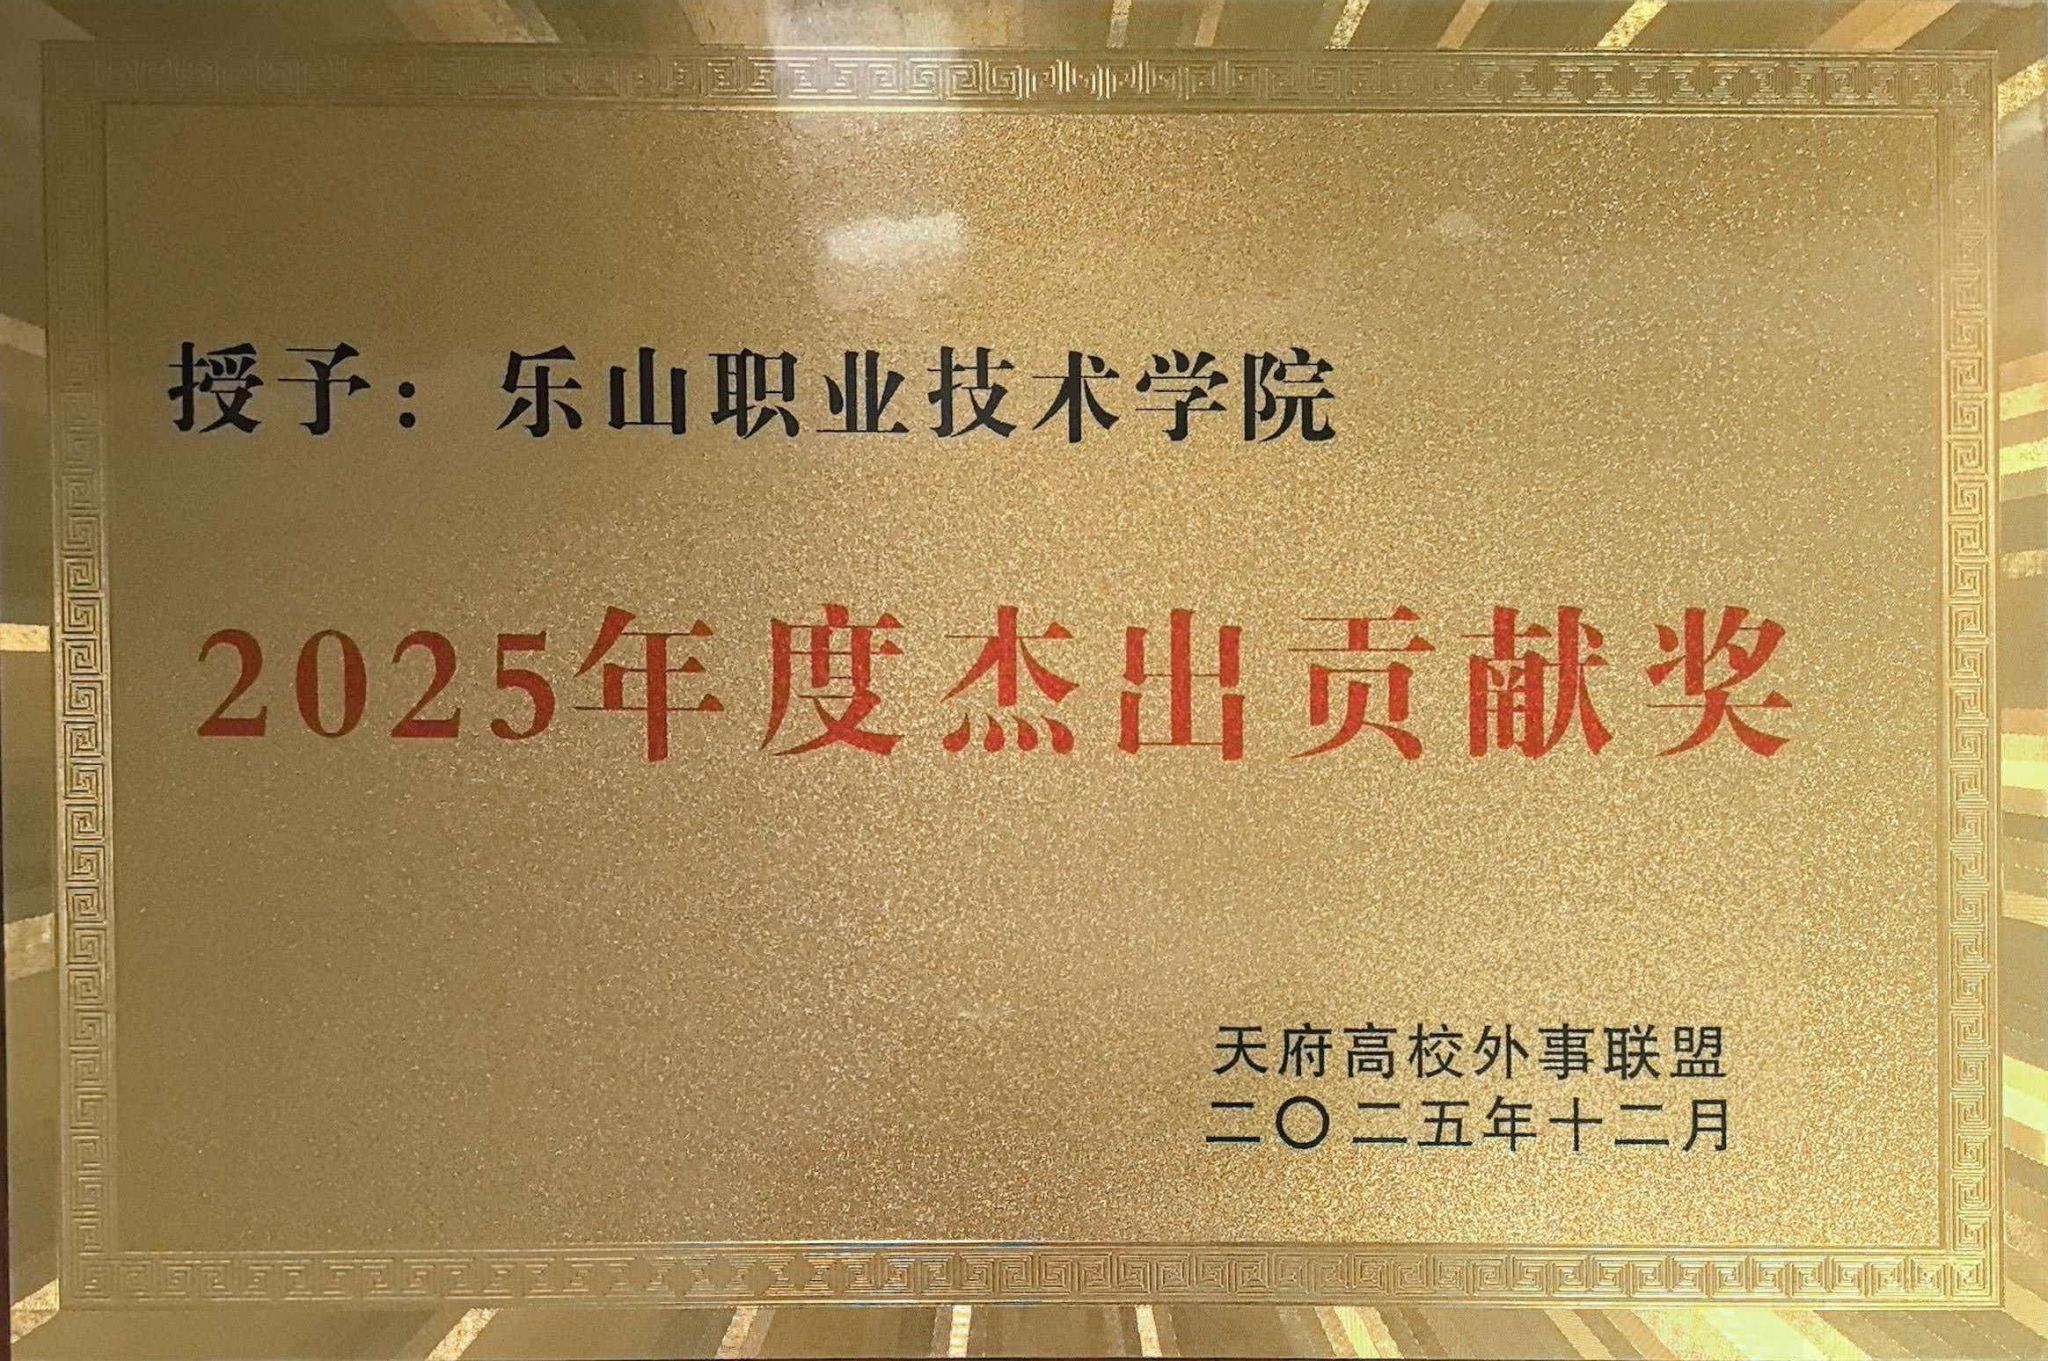 授予：乐山职业技术学院
2025年度杰出贡献奖
天府高校外事联盟
二〇二五年十二月